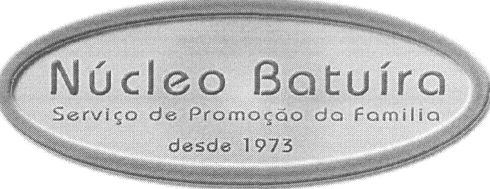 Núcleo Batuíra
Serviço de Promoção da Família
desde 1973